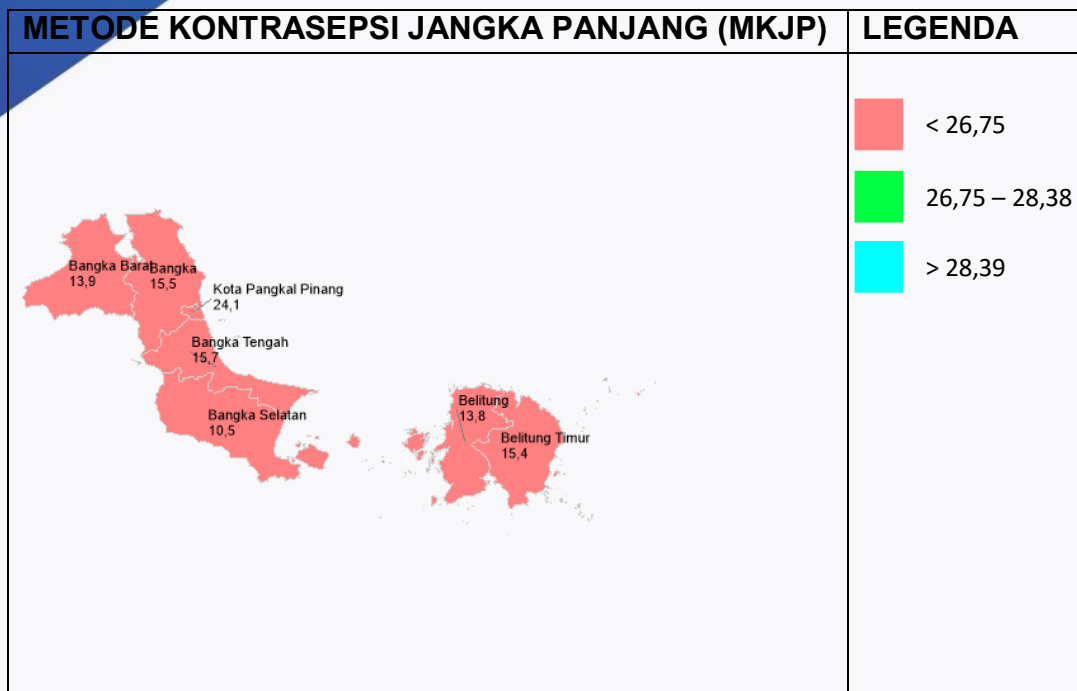 METODE KONTRASEPSI JANGKA PANJANG (MKJP)
LEGENDA
< 26,75
26,75 – 28,38
> 28,39
Bangka Barat
13,9
Bangka
15,5
Kota Pangkal Pinang
24,1
Bangka Tengah
15,7
Bangka Selatan
10,5
Belitung
13,8
Belitung Timur
15,4